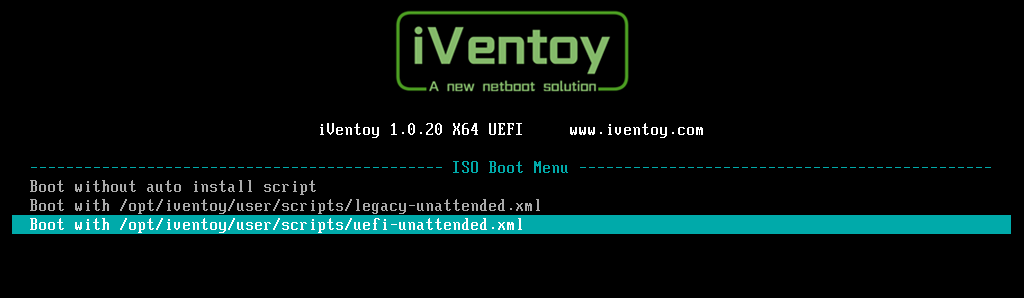 iVentoy
A new netboot solution
iVentoy 1.0.20 X64 UEFI www.iventoy.com
ISO Boot Menu
Boot without auto install script
Boot with /opt/iventoy/user/scripts/legacy-unattended.xml
Boot with /opt/iventoy/user/scripts/uefi-unattended.xml